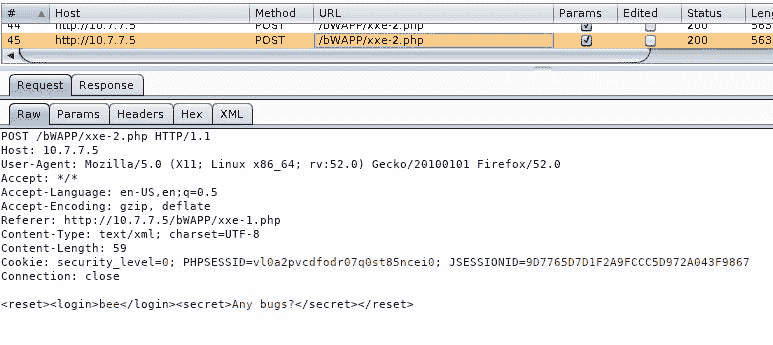 # Host Method URL Params Edited Status Leng
44 http://10.7.7.5 POST /bWAPP/xxe-2.php 200 563
45 http://10.7.7.5 POST /bWAPP/xxe-2.php 200 563
Request Response
Raw Params Headers Hex XML
POST /bWAPP/xxe-2.php HTTP/1.1
Host: 10.7.7.5
User-Agent: Mozilla/5.0 (X11; Linux x86_64; rv:52.0) Gecko/20100101 Firefox/52.0
Accept: */*
Accept-Language: en-US,en;q=0.5
Accept-Encoding: gzip, deflate
Referer: http://10.7.7.5/bWAPP/xxe-1.php
Content-Type: text/xml; charset=UTF-8
Content-Length: 59
Cookie: security_level=0; PHPSESSID=vl0a2pvcdfodr07q0st85ncei0; JSESSIONID=9D7765D7D1F2A9FCCC5D972A043F9867
Connection: close
<reset><login>bee</login><secret>Any bugs?</secret></reset>